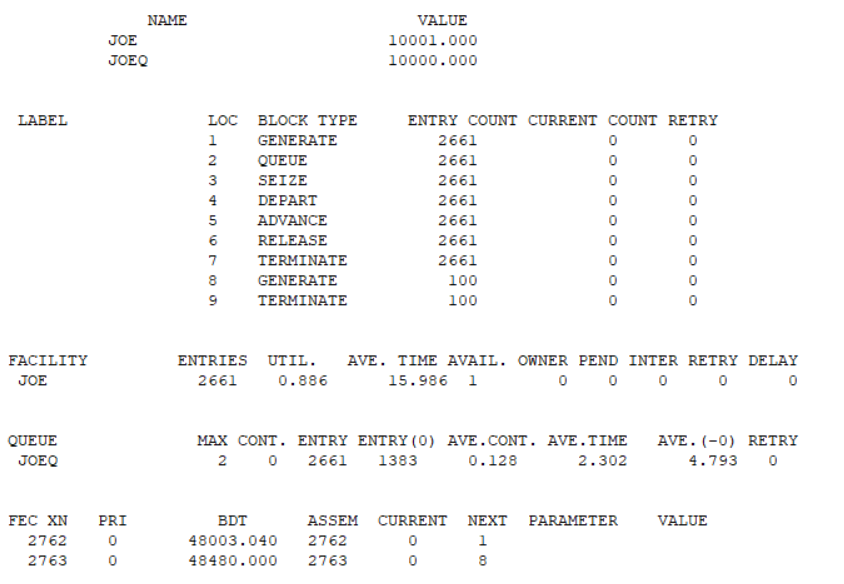 NAME VALUE
JOE 10001.000
JOEQ 10000.000
LABEL LOC BLOCK TYPE ENTRY COUNT CURRENT COUNT RETRY
1 GENERATE 2661 0 0
2 QUEUE 2661 0 0
3 SEIZE 2661 0 0
4 DEPART 2661 0 0
5 ADVANCE 2661 0 0
6 RELEASE 2661 0 0
7 TERMINATE 2661 0 0
8 GENERATE 100 0 0
9 TERMINATE 100 0 0
FACILITY ENTRIES UTIL. AVE. TIME AVAIL. OWNER PEND INTER RETRY DELAY
JOE 2661 0.886 15.986 1 0 0 0 0 0
QUEUE MAX CONT. ENTRY ENTRY(0) AVE.CONT. AVE.TIME AVE.(-0) RETRY
JOEQ 2 0 2661 1383 0.128 2.302 4.793 0
FEC XN PRI BDT ASSEM CURRENT NEXT PARAMETER VALUE
2762 0 48003.040 2762 0 1
2763 0 48480.000 2763 0 8